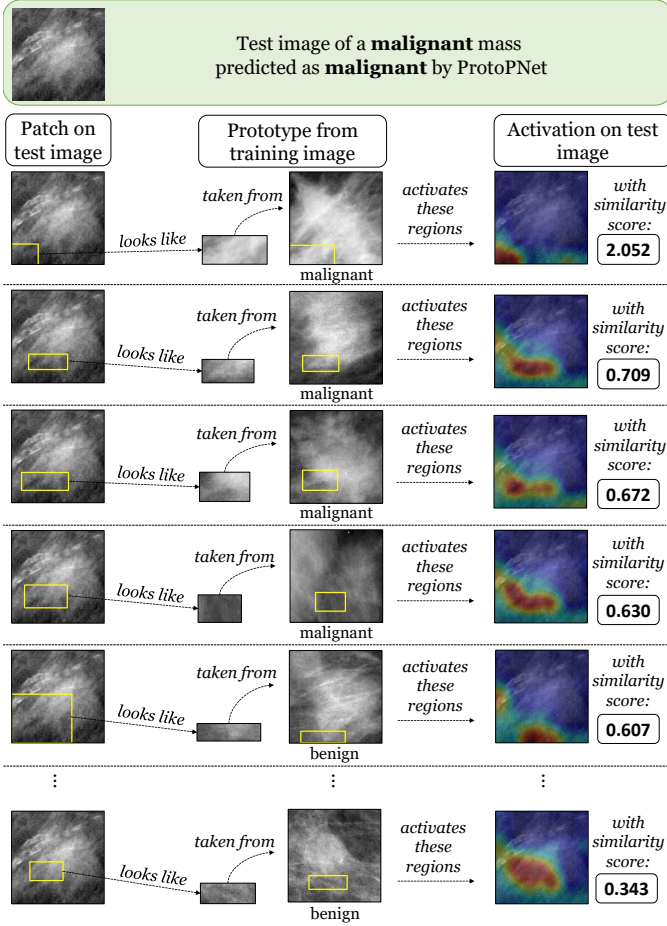 Test image of a malignant mass
predicted as malignant by ProtoPNet
Patch on
test image
Prototype from
training image
Activation on test
image
looks like
taken from
malignant
activates
these
regions
with
similarity
score:
2.052
looks like
taken from
malignant
activates
these
regions
with
similarity
score:
0.709
looks like
taken from
malignant
activates
these
regions
with
similarity
score:
0.672
looks like
taken from
malignant
activates
these
regions
with
similarity
score:
0.630
looks like
taken from
benign
activates
these
regions
with
similarity
score:
0.607
⋮ ⋮ ⋮
looks like
taken from
benign
activates
these
regions
with
similarity
score:
0.343